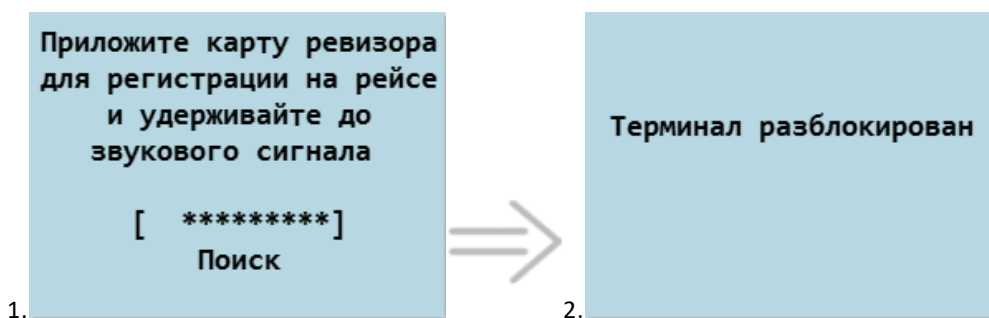 Приложите карту ревизора
для регистрации на рейсе
и удерживайте до
звукового сигнала
[  *********]
Поиск
1.
Терминал разблокирован
2.